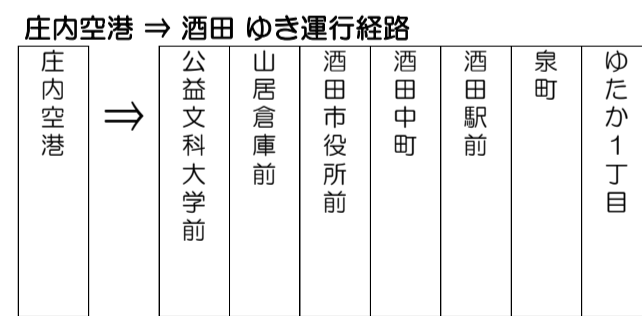 庄内空港 ⇒ 酒田 ゆき運行経路
庄内空港
⇒
公益文科大学前
山居倉庫前
酒田市役所前
酒田中町
酒田駅前
泉町
ゆたか1丁目